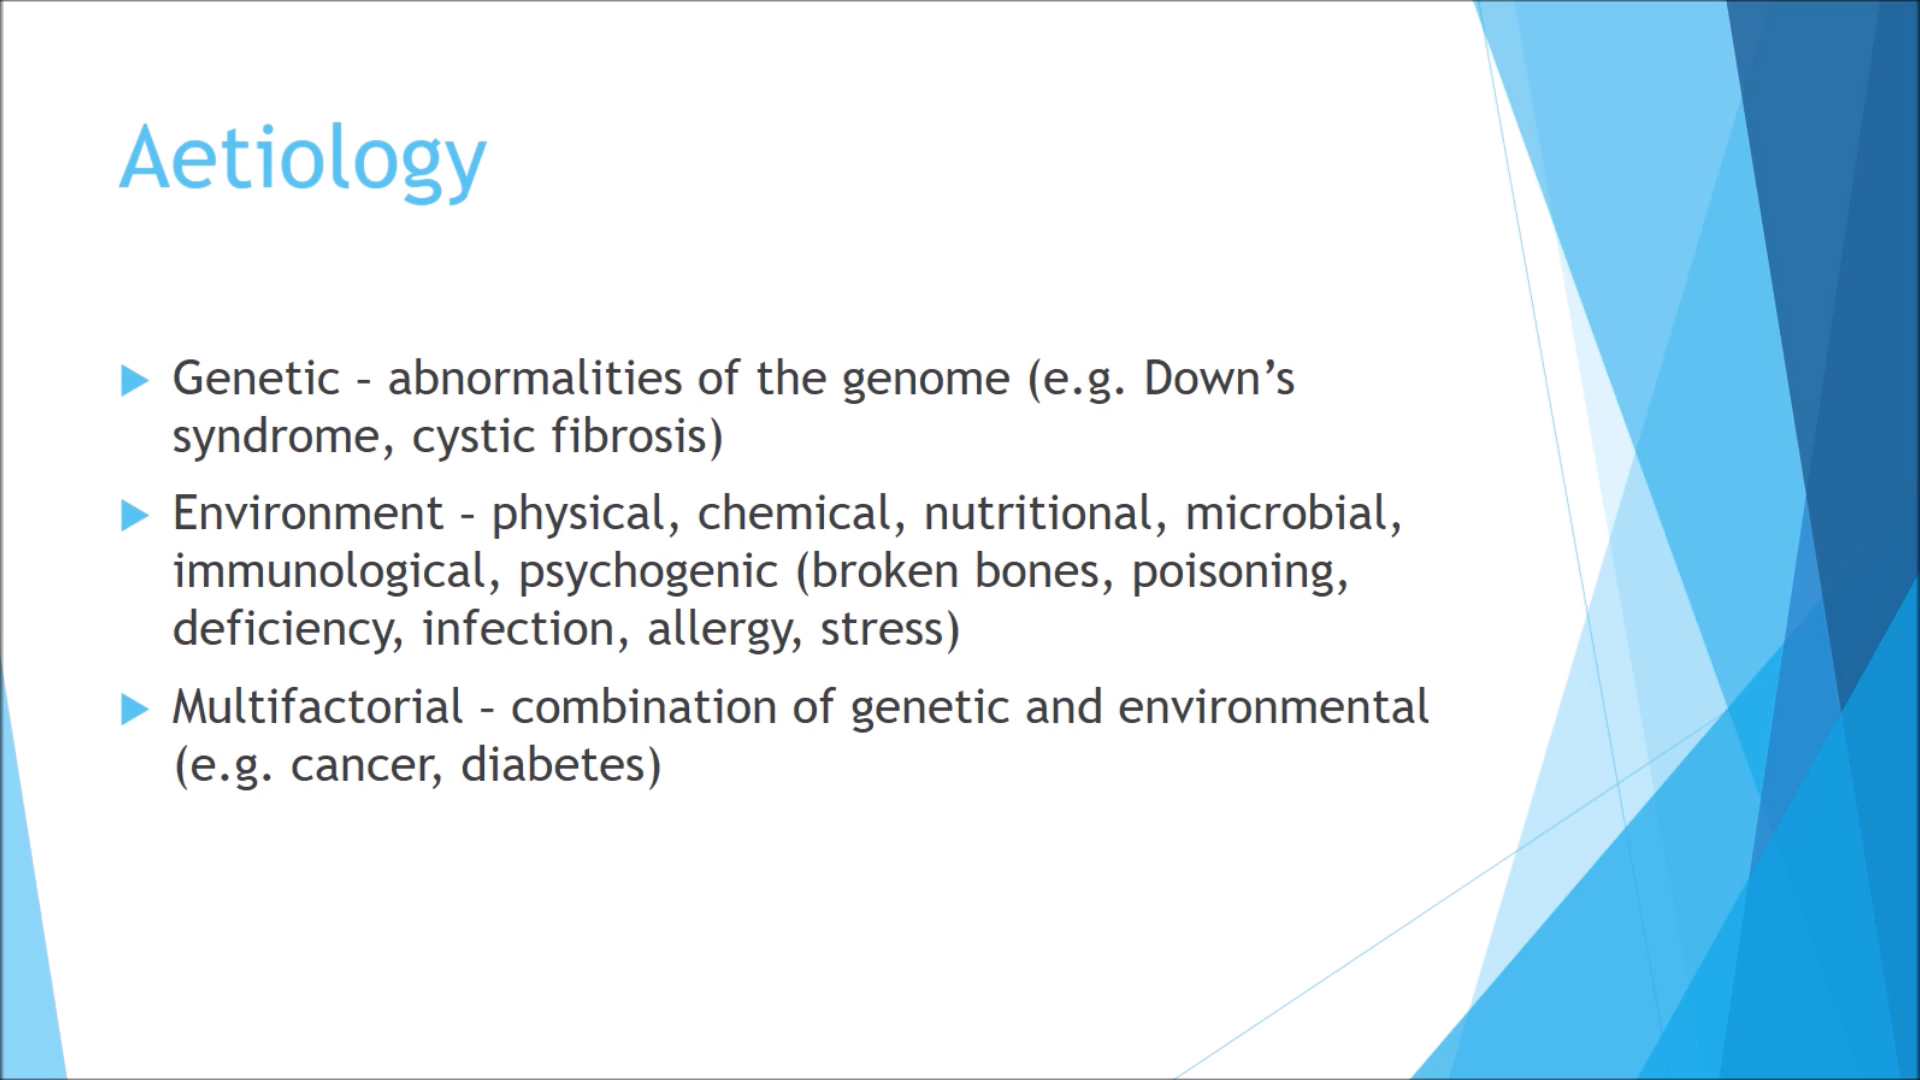 Aetiology
Genetic – abnormalities of the genome (e.g. Down’s
syndrome, cystic fibrosis)
Environment – physical, chemical, nutritional, microbial,
immunological, psychogenic (broken bones, poisoning,
deficiency, infection, allergy, stress)
Multifactorial – combination of genetic and environmental
(e.g. cancer, diabetes)